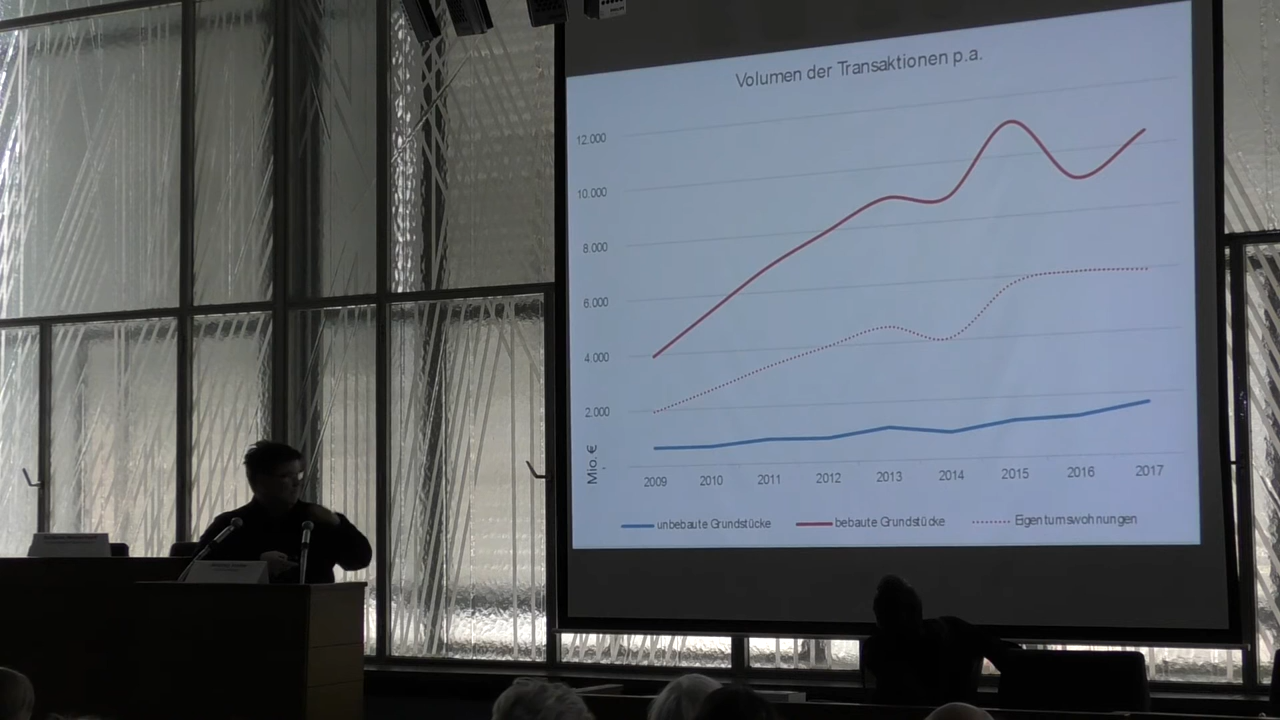 Volumen der Transaktionen p.a.
12.000
10.000
8.000
6.000
4.000
2.000
Mio. €
2009 2010 2011 2012 2013 2014 2015 2016 2017
unbebaute Grundstücke bebaute Grundstücke Eigentumswohnungen